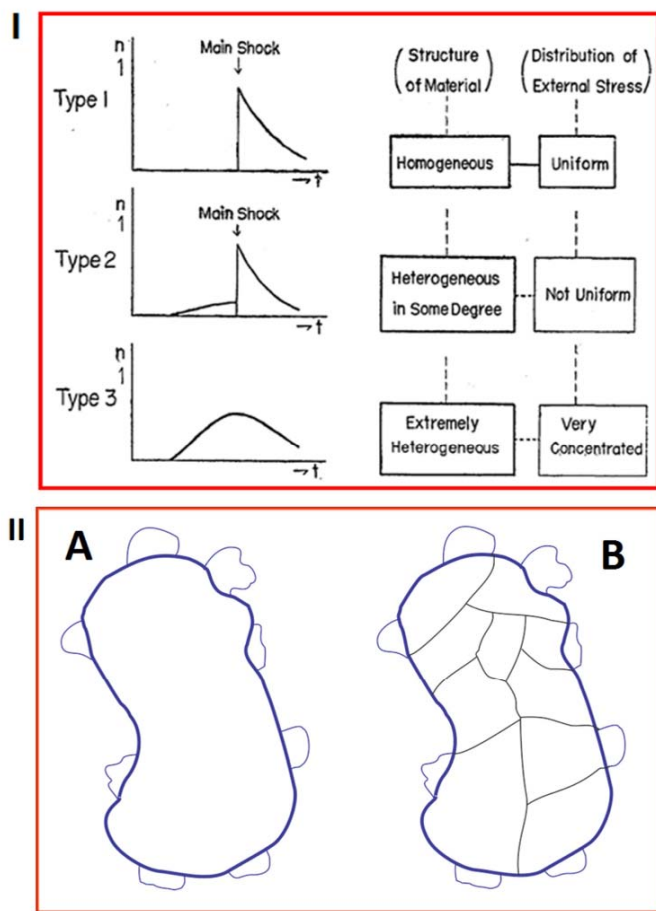 I
n
1
Main Shock
Type 1
→ t
(Structure of Material)
(Distribution of External Stress)
Homogeneous
Uniform
n
1
Main Shock
Type 2
→ t
Heterogeneous
in Some Degree
Not Uniform
n
1
Type 3
→ t.
Extremely
Heterogeneous
Very
Concentrated
II
A
B